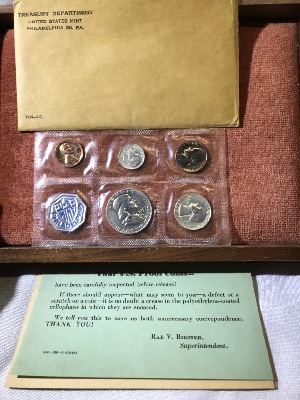 TREASURY DEPARTMENT
UNITED STATES MINT
PHILADELPHIA 30, PA.
Your U.S. Proof Coins—
have been carefully inspected before release!
If there should appear—what may seem to you—a defect or a
scratch on a coin—it is no doubt a crease in the polyethylene-coated
cellophane in which they are encased.
We tell you this to save us both unnecessary correspondence.
THANK YOU!
Superintendent.